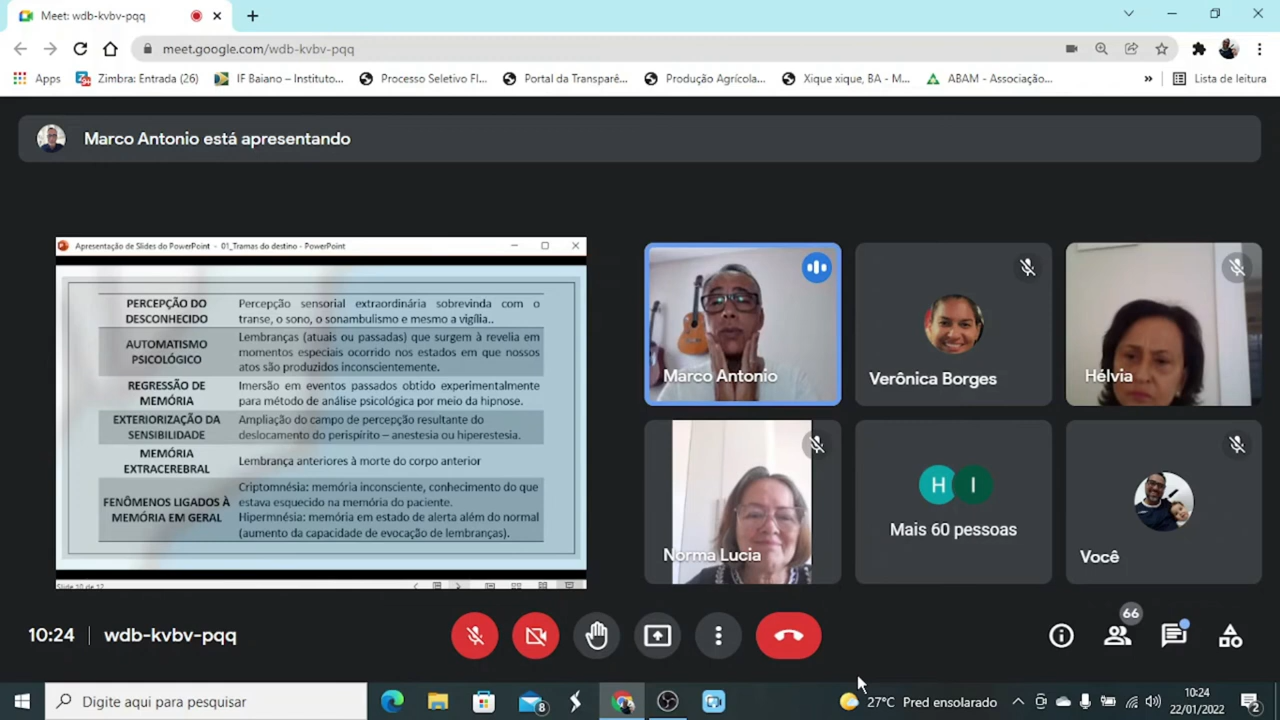 Meet: wdb-kvbv-pqq
meet.google.com/wdb-kvbv-pqq
Apps
Zimbra: Entrada (26)
IF Baiano – Instituto...
Processo Seletivo FI...
Portal da Transparê...
Produção Agrícola...
Xique xique, BA - M...
ABAM - Associação...
»
Lista de leitura
Marco Antonio está apresentando
Apresentação de Slides do PowerPoint - 01_Tramas do destino - PowerPoint
PERCEPÇÃO DO DESCONHECIDO
Percepção sensorial extraordinária sobrevinda com o
transe, o sono, o sonambulismo e mesmo a vigília..
AUTOMATISMO PSICOLÓGICO
Lembranças (atuais ou passadas) que surgem à revelia em
momentos especiais ocorrido nos estados em que nossos
atos são produzidos inconscientemente.
REGRESSÃO DE MEMÓRIA
Imersão em eventos passados obtido experimentalmente
para método de análise psicológica por meio da hipnose.
EXTERIORIZAÇÃO DA SENSIBILIDADE
Ampliação do campo de percepção resultante do
deslocamento do perispírito – anestesia ou hiperestesia.
MEMÓRIA EXTRACEREBRAL
Lembrança anteriores à morte do corpo anterior
FENÔMENOS LIGADOS À MEMÓRIA EM GERAL
Criptomnésia: memória inconsciente, conhecimento do que
estava esquecido na memória do paciente.
Hipermnésia: memória em estado de alerta além do normal
(aumento da capacidade de evocação de lembranças).
Slide 10 de 12
Marco Antonio
Verônica Borges
Hélvia
Norma Lucia
H I
Mais 60 pessoas
Você
10:24 | wdb-kvbv-pqq
66
Digite aqui para pesquisar
8
27°C Pred ensolarado
10:24
22/01/2022
2